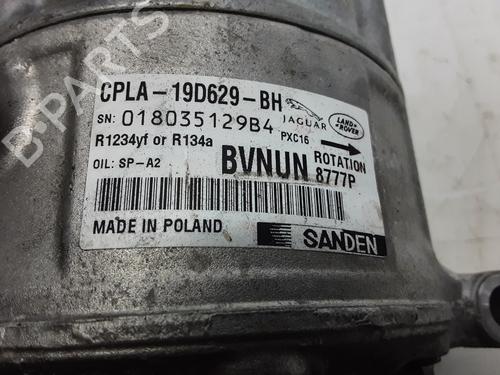 B-PARTS
CPLA-19D629-BH
JAGUAR
LAND ROVER
SN: 018035129B4
PXC16
R1234yf or R134a
BVNUN
ROTATION
8777P
OIL: SP-A2
MADE IN POLAND
SANDEN